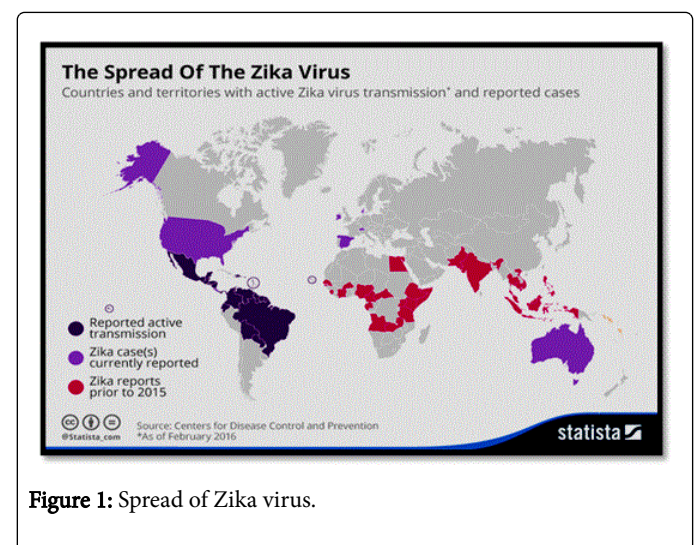 The Spread Of The Zika Virus
Countries and territories with active Zika virus transmission* and reported cases
Reported active
transmission
Zika case(s)
currently reported
Zika reports
prior to 2015
@Statista_com
Source: Centers for Disease Control and Prevention
*As of February 2016
statista
Figure 1: Spread of Zika virus.